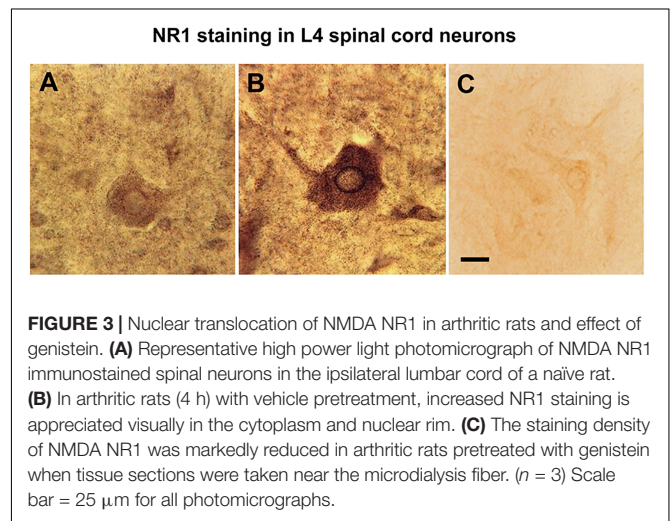 NR1 staining in L4 spinal cord neurons
A B C
FIGURE 3 | Nuclear translocation of NMDA NR1 in arthritic rats and effect of
genistein. (A) Representative high power light photomicrograph of NMDA NR1
immunostained spinal neurons in the ipsilateral lumbar cord of a naïve rat.
(B) In arthritic rats (4 h) with vehicle pretreatment, increased NR1 staining is
appreciated visually in the cytoplasm and nuclear rim. (C) The staining density
of NMDA NR1 was markedly reduced in arthritic rats pretreated with genistein
when tissue sections were taken near the microdialysis fiber. (n = 3) Scale
bar = 25 μm for all photomicrographs.